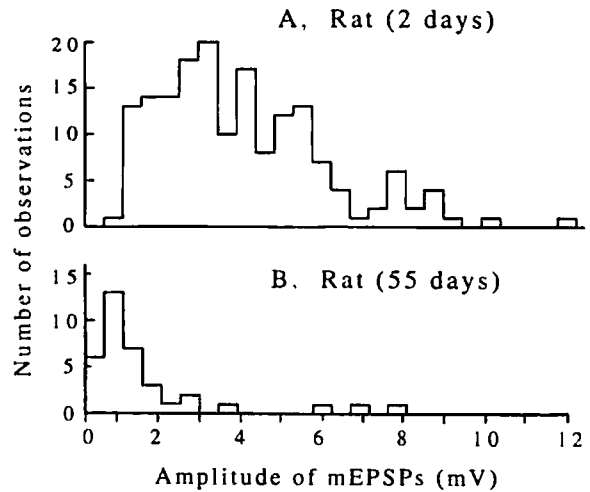 A, Rat (2 days)
20
15
10
5
0
B. Rat (55 days)
15
10
5
0
Number of observations
0 2 4 6 8 10 12
Amplitude of mEPSPs (mV)